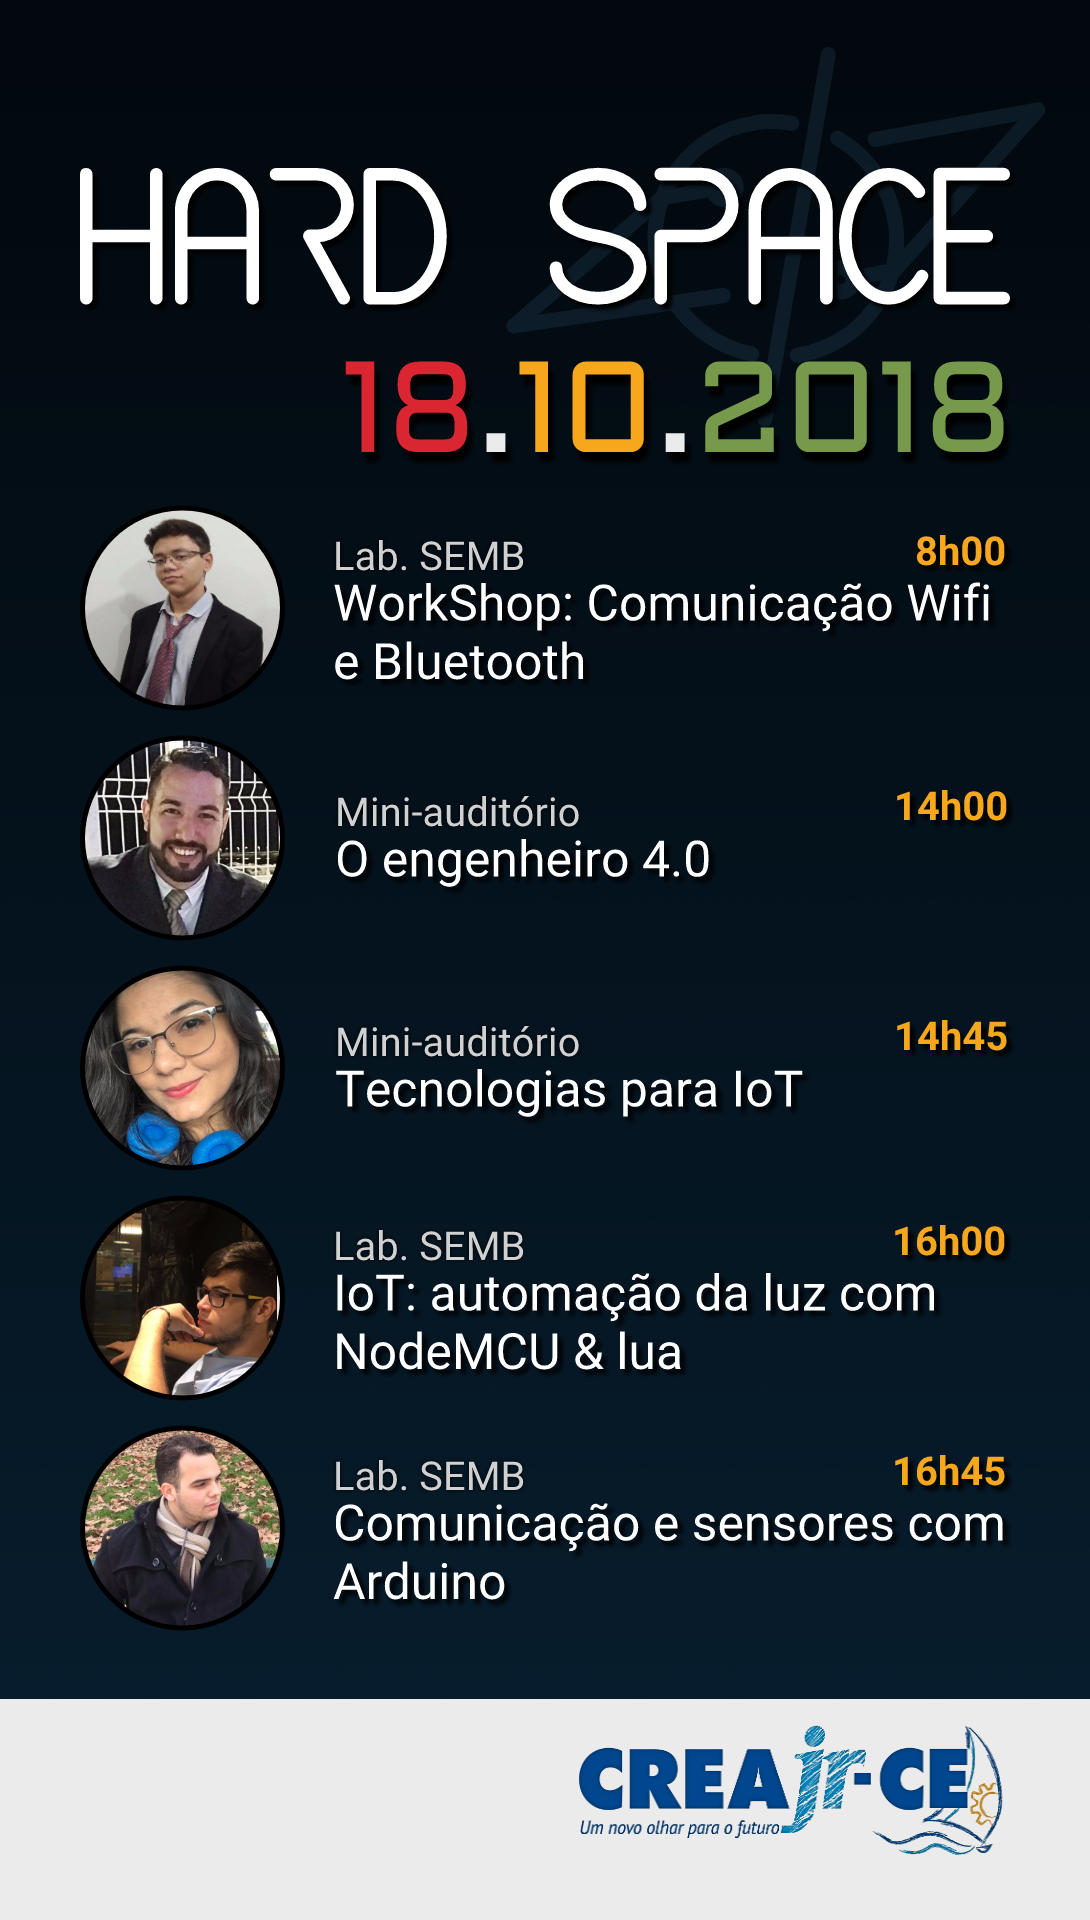 HARD SPACE
18.10.2018
Lab. SEMB 8h00
WorkShop: Comunicação Wifi
e Bluetooth
Mini-auditório 14h00
O engenheiro 4.0
Mini-auditório 14h45
Tecnologias para IoT
Lab. SEMB 16h00
IoT: automação da luz com
NodeMCU & lua
Lab. SEMB 16h45
Comunicação e sensores com
Arduino
CREAjr-CE
Um novo olhar para o futuro